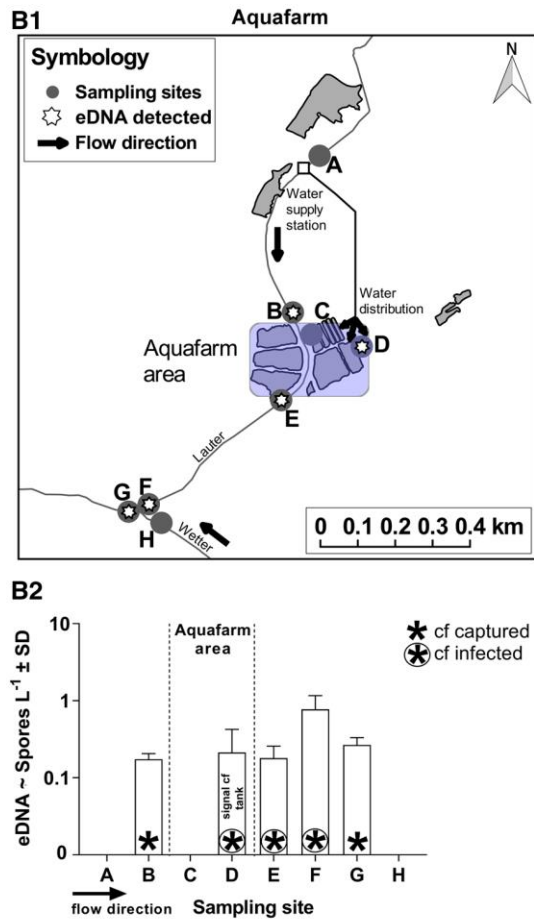 B1
Aquafarm
Symbology
Sampling sites
eDNA detected
Flow direction
N
A
Water
supply
station
B
C
Water
distribution
D
Aquafarm
area
E
Lauter
G
F
H
Wetter
0 0.1 0.2 0.3 0.4 km
B2
eDNA ~ Spores L⁻¹ ± SD
10
1
0.1
0
Aquafarm
area
cf captured
cf infected
signal cf
tank
A B C D E F G H
flow direction
Sampling site